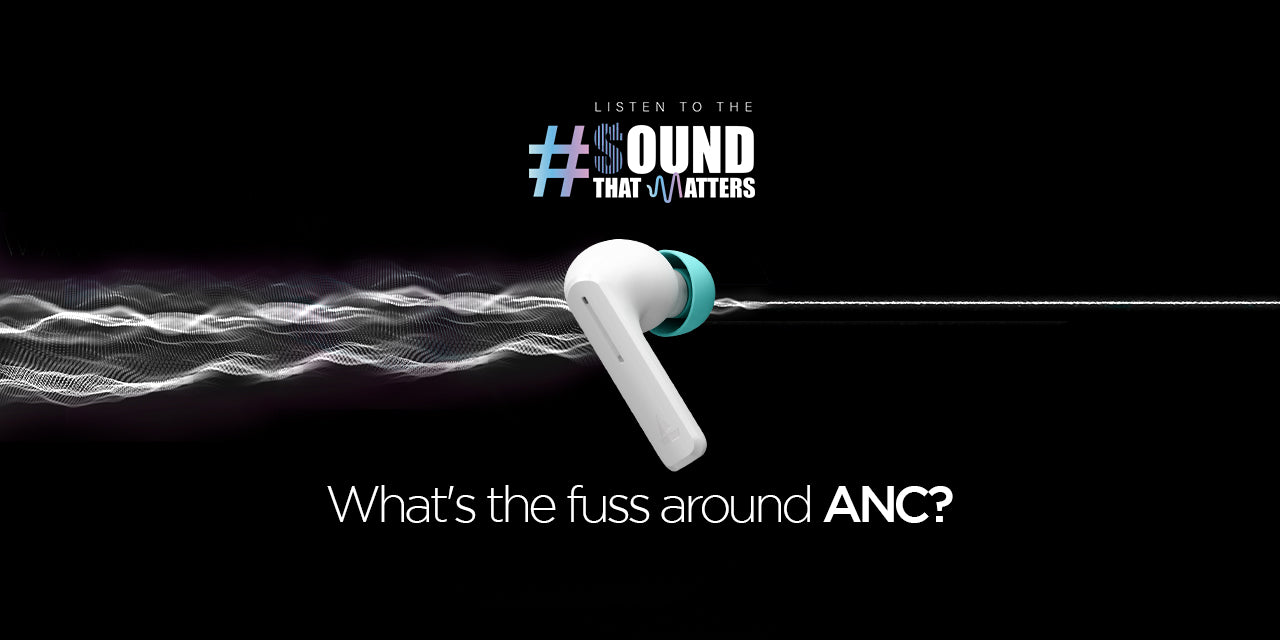 LISTEN TO THE
#SOUND
THAT MATTERS
What's the fuss around ANC?